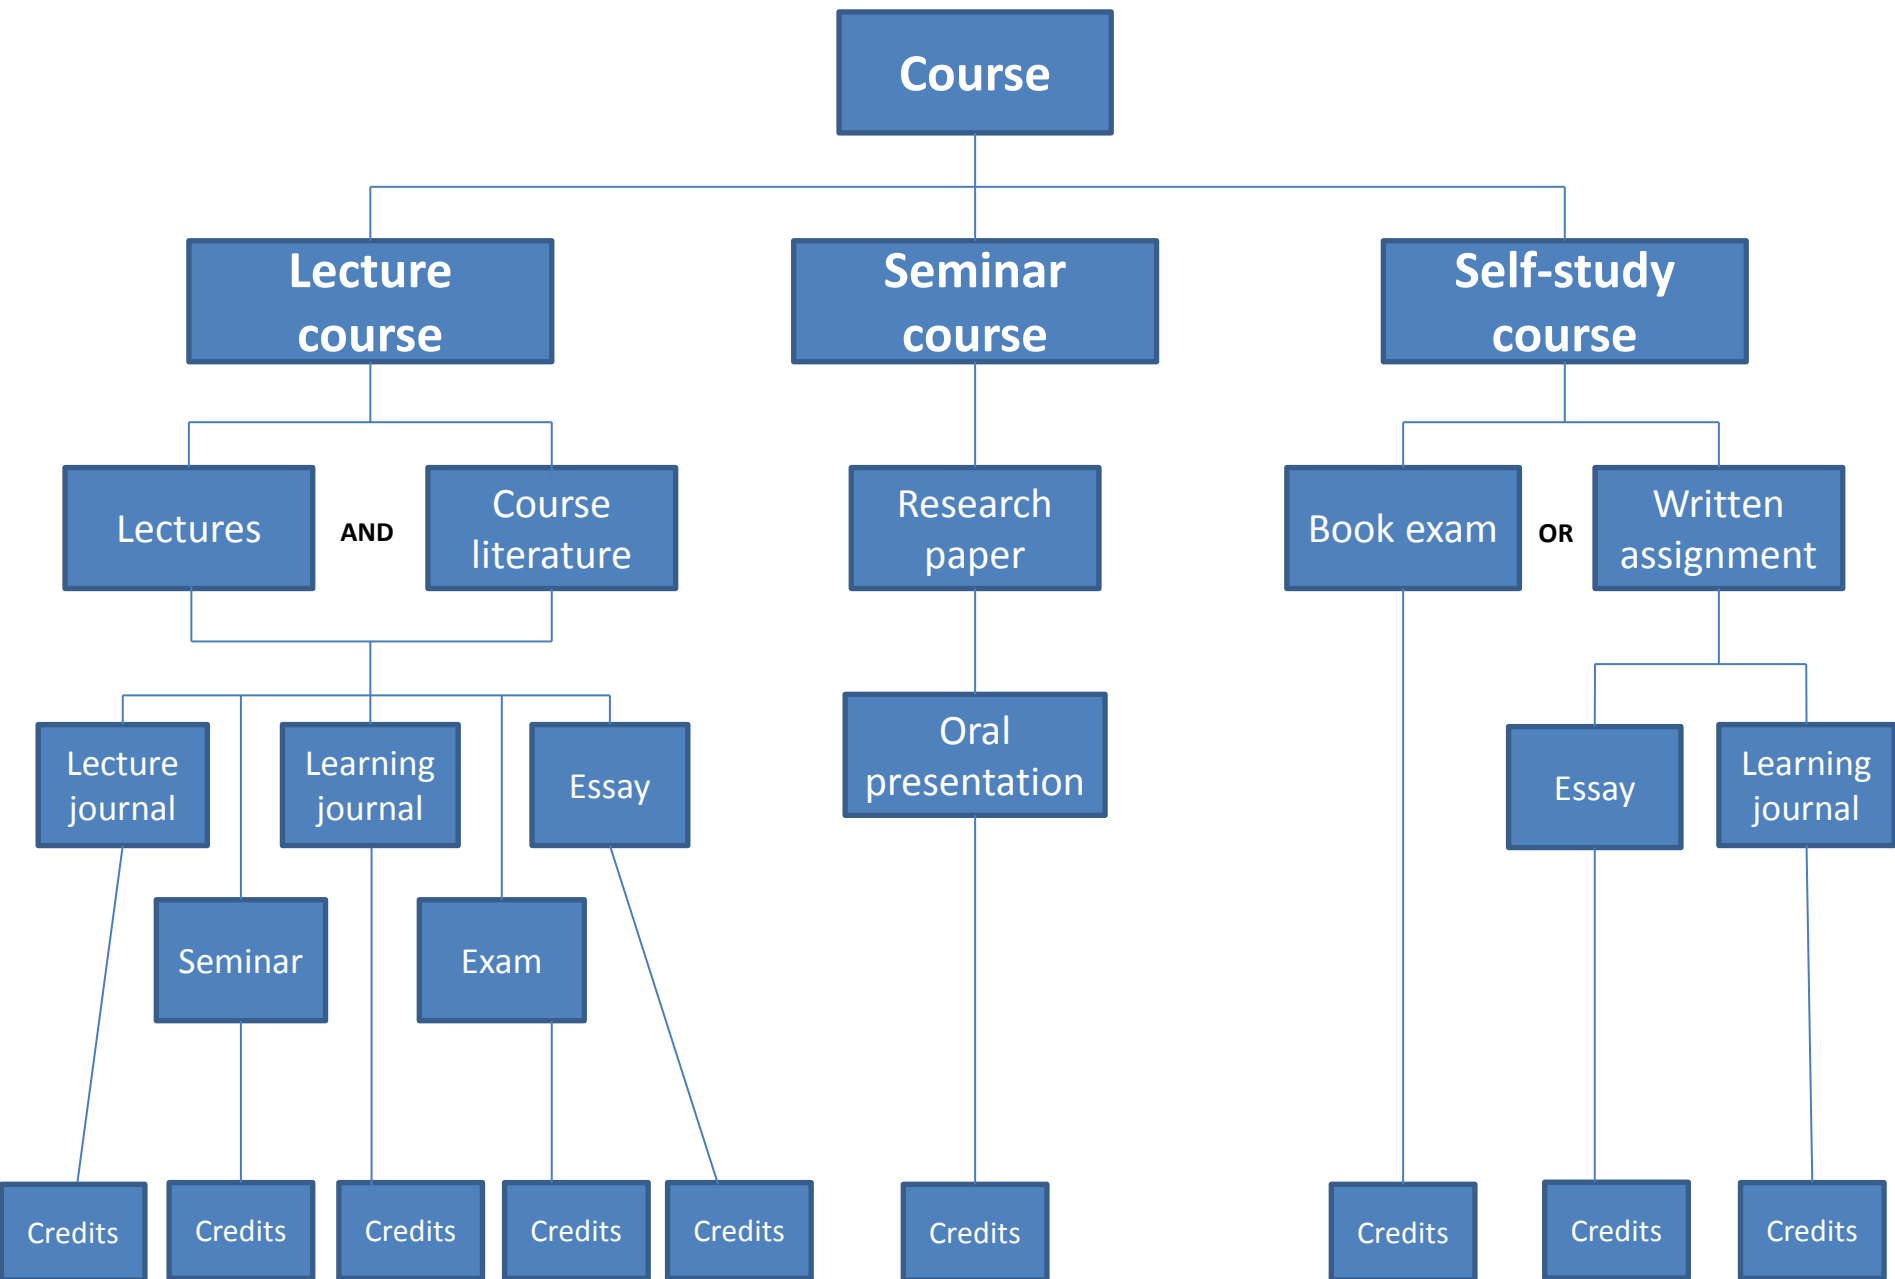 Course
Lecture
course
Seminar
course
Self-study
course
Lectures
AND
Course
literature
Research
paper
Book exam
OR
Written
assignment
Lecture
journal
Learning
journal
Essay
Oral
presentation
Essay
Learning
journal
Seminar
Exam
Credits
Credits
Credits
Credits
Credits
Credits
Credits
Credits
Credits